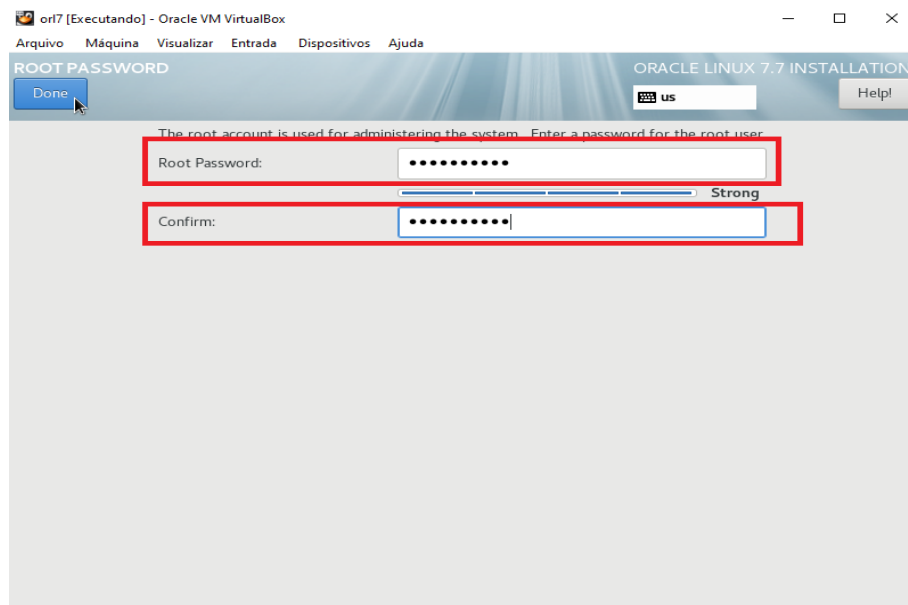 orl7 [Executando] - Oracle VM VirtualBox
Arquivo Máquina Visualizar Entrada Dispositivos Ajuda
ROOT PASSWORD
ORACLE LINUX 7.7 INSTALLATION
Done
us
Help!
The root account is used for administering the system. Enter a password for the root user.
Root Password: ••••••••••
Strong
Confirm: ••••••••••